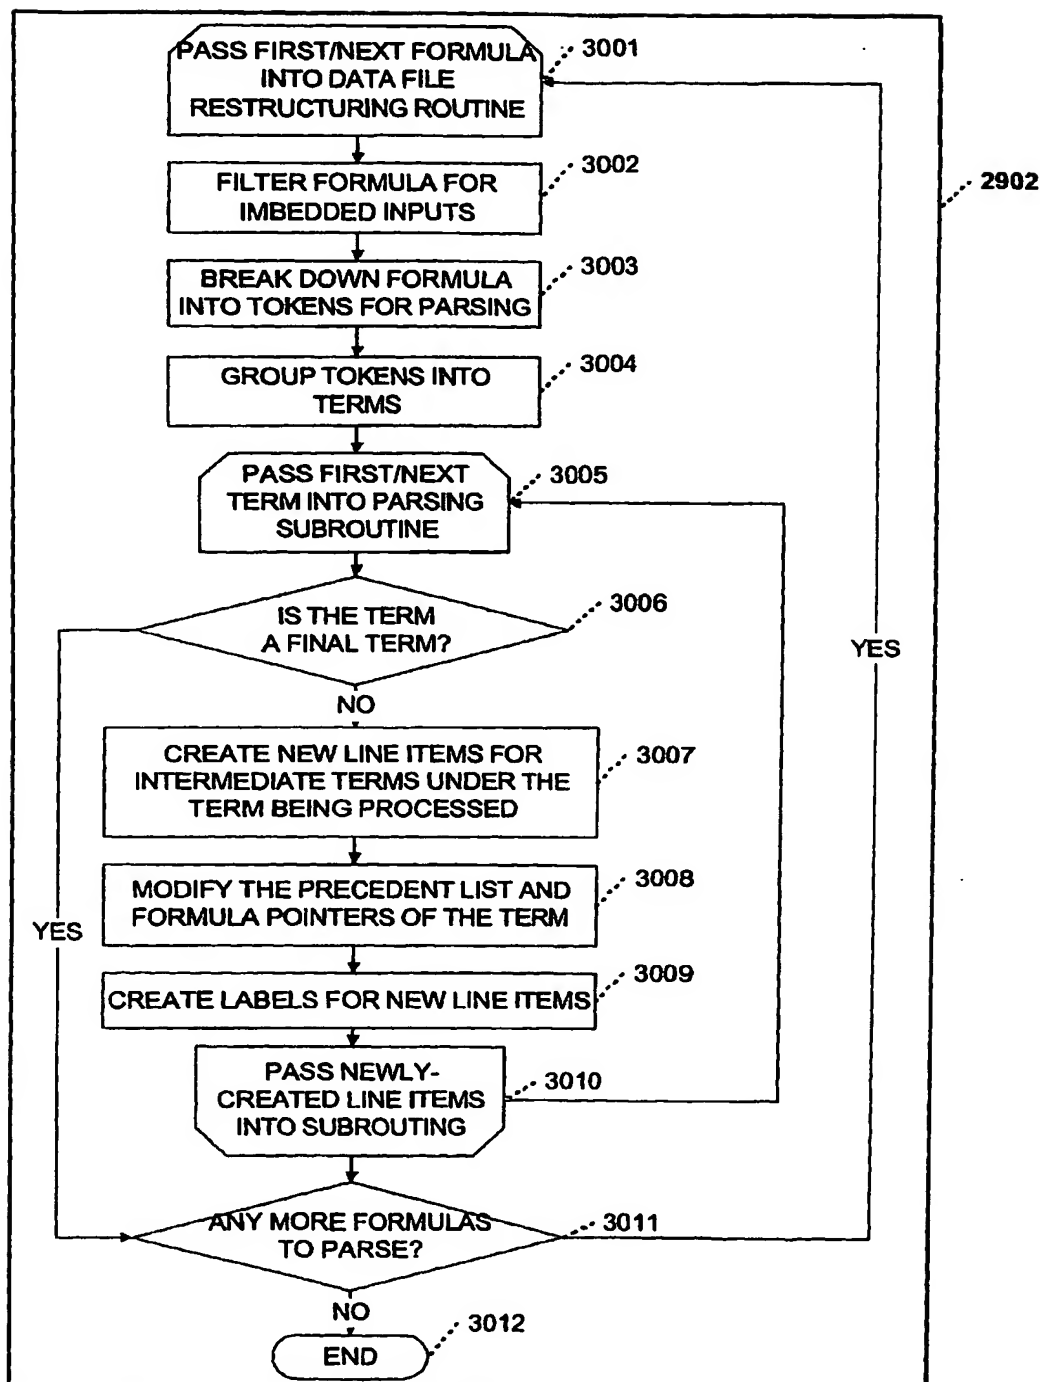 PASS FIRST/NEXT FORMULA
INTO DATA FILE
RESTRUCTURING ROUTINE
3001
FILTER FORMULA FOR
IMBEDDED INPUTS
3002
2902
BREAK DOWN FORMULA
INTO TOKENS FOR PARSING
3003
GROUP TOKENS INTO
TERMS
3004
PASS FIRST/NEXT
TERM INTO PARSING
SUBROUTINE
3005
IS THE TERM
A FINAL TERM?
3006
YES
NO
CREATE NEW LINE ITEMS FOR
INTERMEDIATE TERMS UNDER THE
TERM BEING PROCESSED
3007
MODIFY THE PRECEDENT LIST AND
FORMULA POINTERS OF THE TERM
3008
YES
CREATE LABELS FOR NEW LINE ITEMS
3009
PASS NEWLY-
CREATED LINE ITEMS
INTO SUBROUTING
3010
ANY MORE FORMULAS
TO PARSE?
3011
NO
END
3012